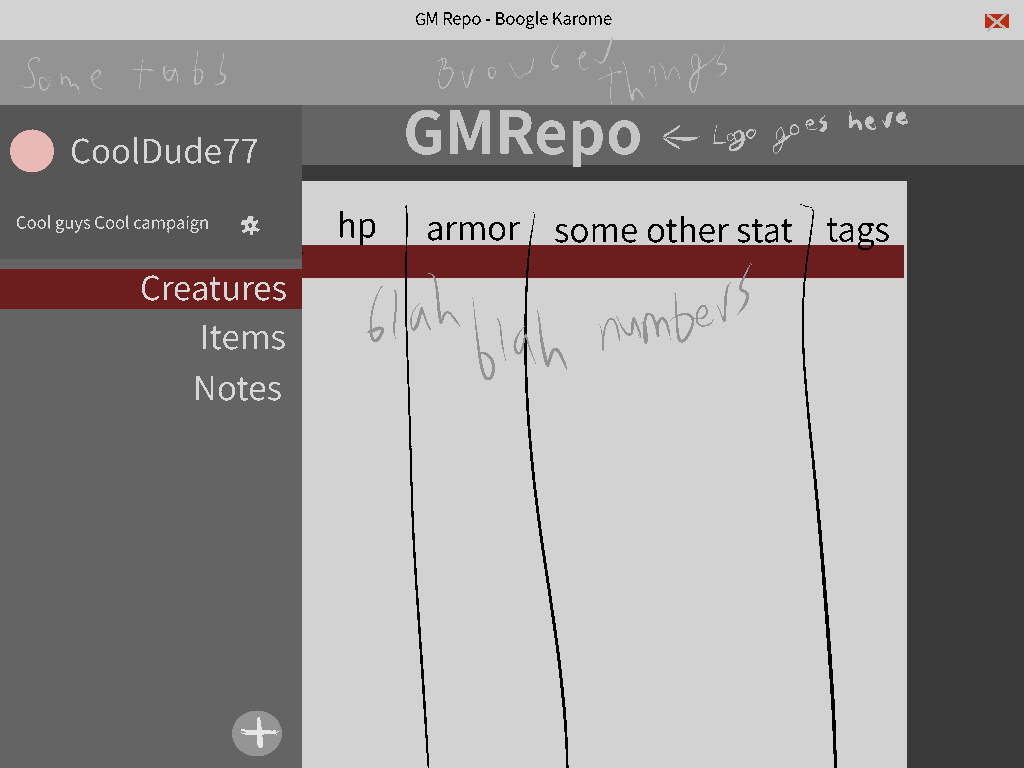 GM Repo - Boogle Karome
Some tabs
Browser things
CoolDude77
GMRepo
← Logo goes here
Cool guys Cool campaign
hp
armor
some other stat
tags
Creatures
blah blah numbers
Items
Notes
+